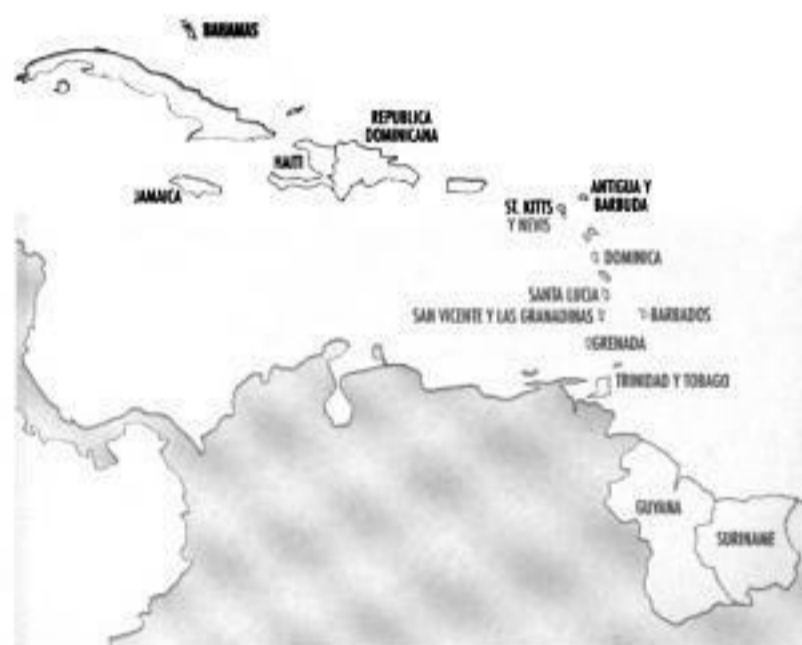 BAHAMAS
REPUBLICA
DOMINICANA
HAITI
JAMAICA
ANTIGUA Y
BARBUDA
ST. KITTS
Y NEVIS
DOMINICA
SANTA LUCIA
SAN VICENTE Y LAS GRANADINAS
BARBADOS
GRENADA
TRINIDAD Y TOBAGO
GUYANA
SURINAME